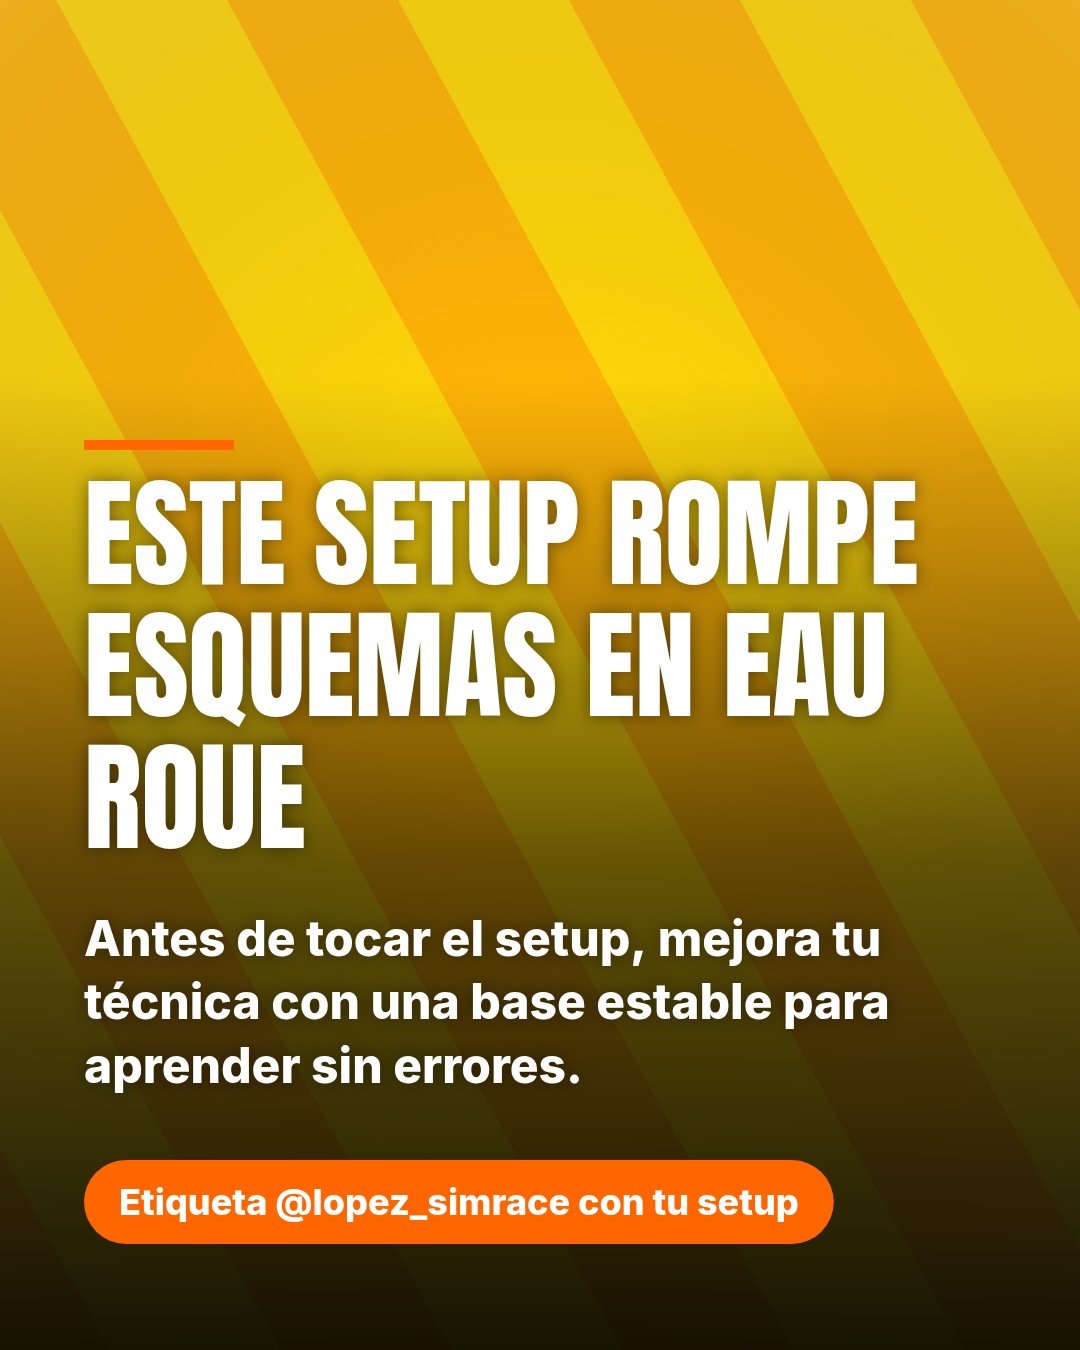 ESTE SETUP ROMPE
ESQUEMAS EN EAU
ROUE
Antes de tocar el setup, mejora tu
técnica con una base estable para
aprender sin errores.
Etiqueta @lopez_simrace con tu setup